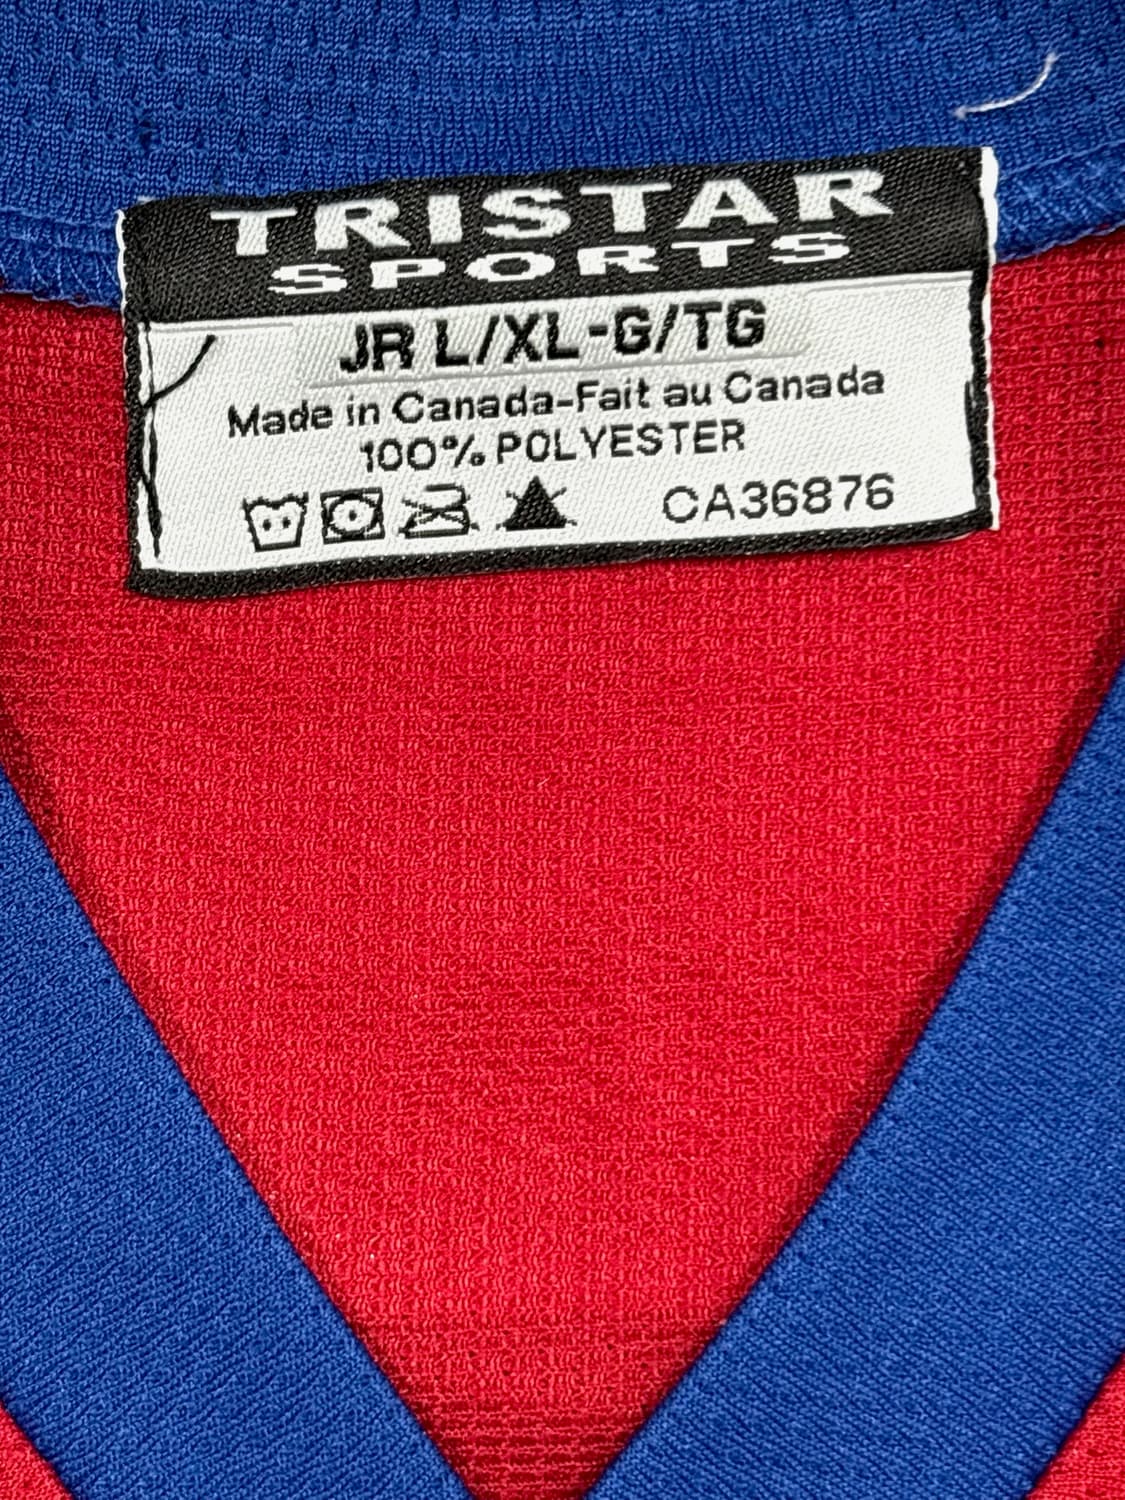 TRISTAR
SPORTS
JR L/XL-G/TG
Made in Canada-Fait au Canada
100% POLYESTER
CA36876